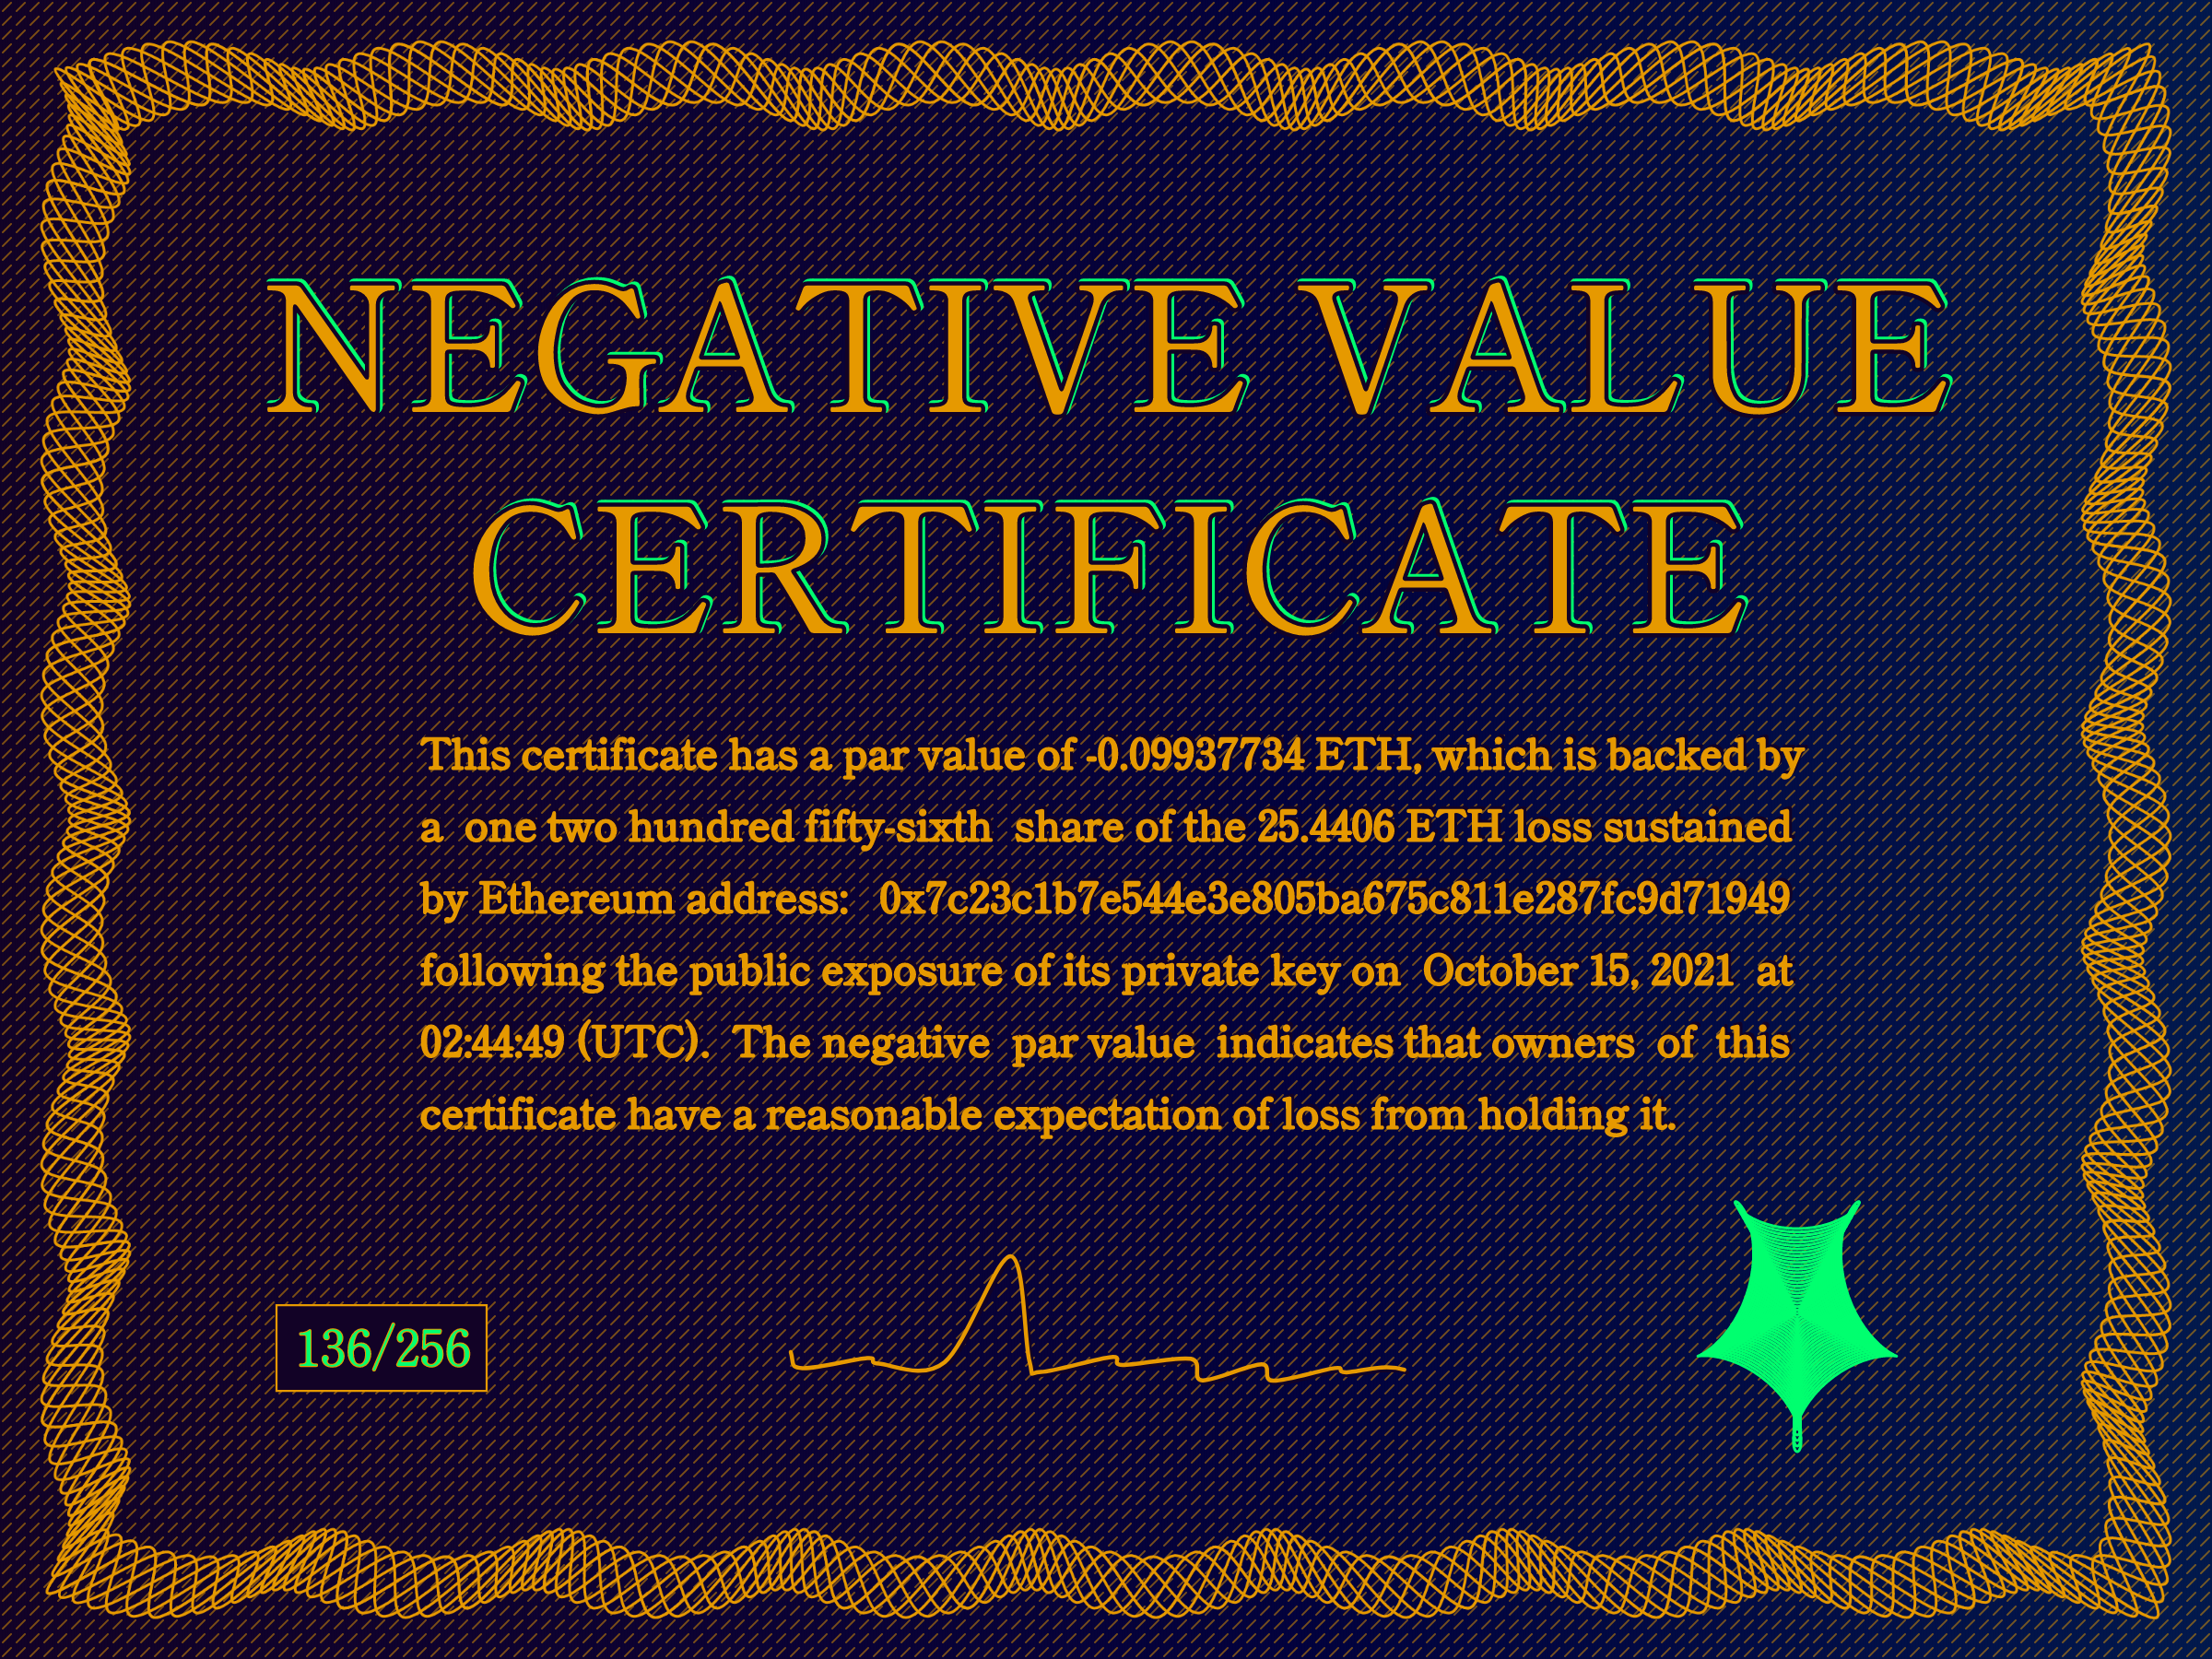 NEGATIVE VALUE
CERTIFICATE
This certificate has a par value of -0.09937734 ETH, which is backed by
a one two hundred fifty-sixth share of the 25.4406 ETH loss sustained
by Ethereum address: 0x7c23c1b7e544e3e805ba675c811e287fc9d71949
following the public exposure of its private key on October 15, 2021 at
02:44:49 (UTC). The negative par value indicates that owners of this
certificate have a reasonable expectation of loss from holding it.
136/256